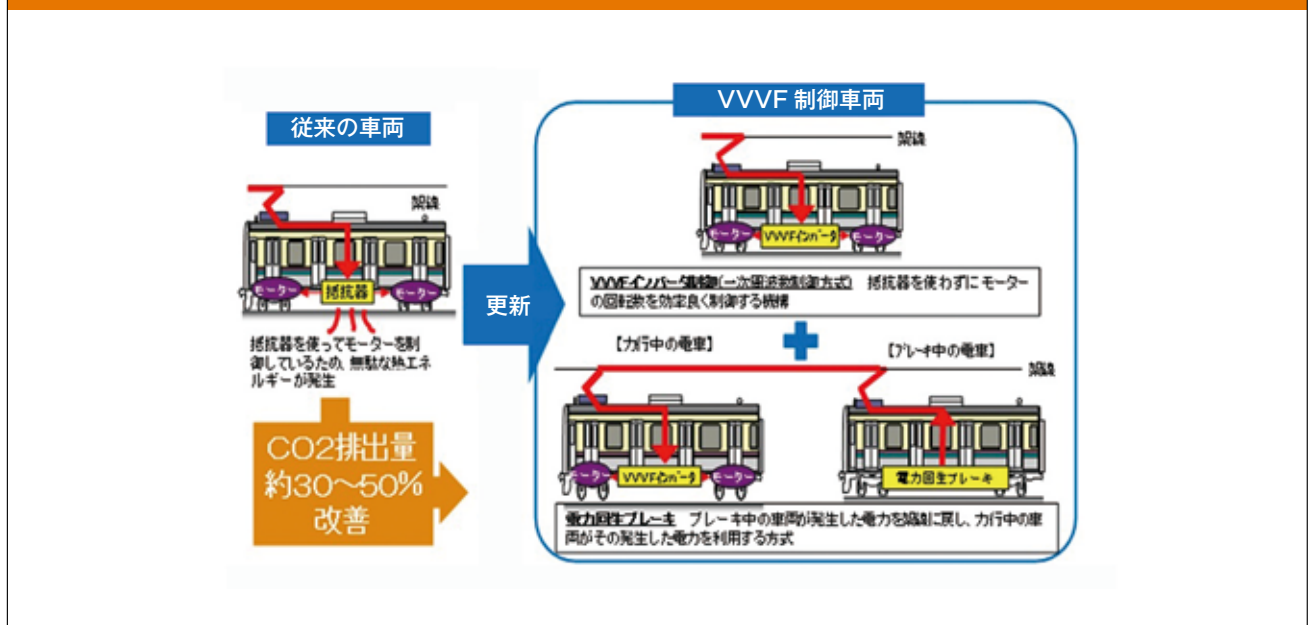 従来の車両
架線
モーター
抵抗器
モーター
抵抗器を使ってモーターを制
御しているため、無駄な熱エネ
ルギーが発生
CO2排出量
約30～50%
改善
更新
VVVF 制御車両
架線
モーター
VVVFインバータ
モーター
VVVFインバータ制御(一次周波数制御方式)　抵抗器を使わずにモーター
の回転数を効率良く制御する機構
【力行中の電車】
【ブレーキ中の電車】
架線
モーター
VVVFインバータ
モーター
電力回生ブレーキ
電力回生ブレーキ　ブレーキ中の車両が発生した電力を架線に戻し、力行中の車
両がその発生した電力を利用する方式